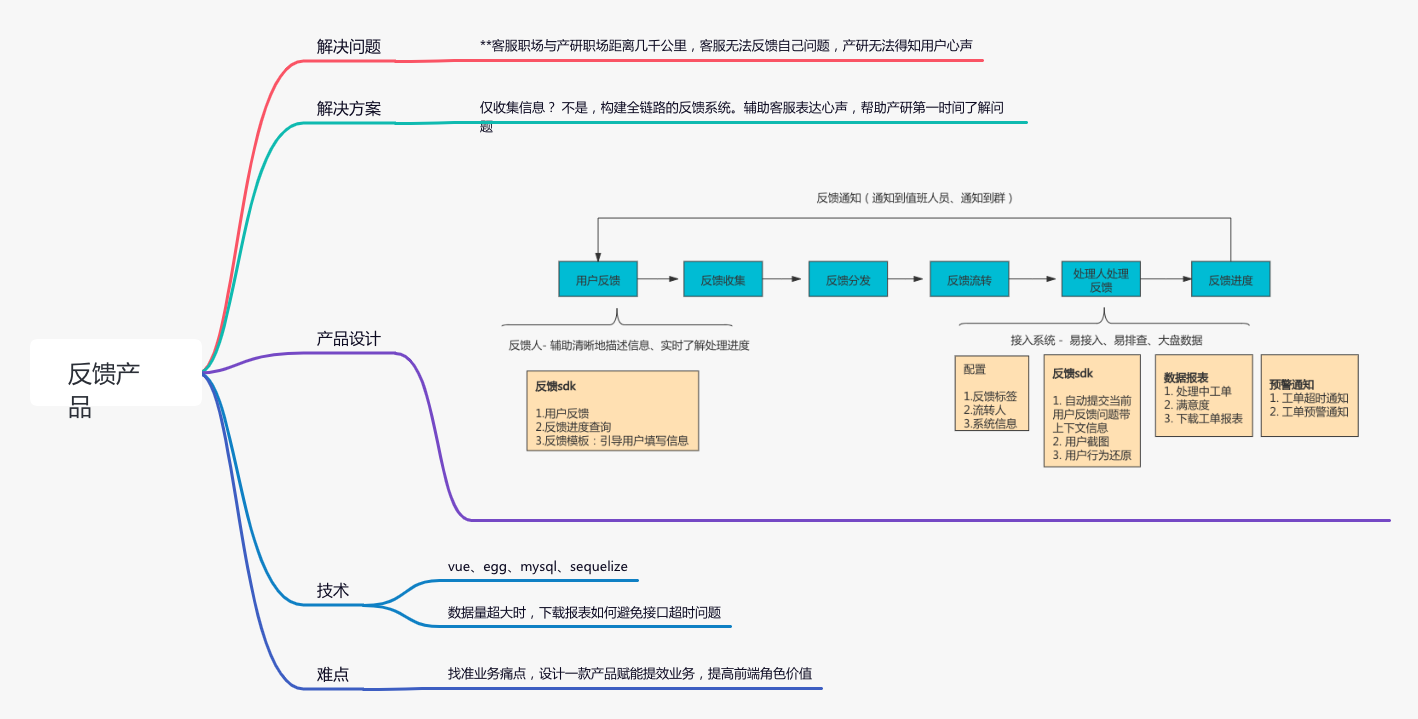 反馈产
品
解决问题
**客服职场与产研职场距离几千公里，客服无法反馈自己问题，产研无法得知用户心声
解决方案
仅收集信息？ 不是，构建全链路的反馈系统。辅助客服表达心声，帮助产研第一时间了解问
题
产品设计
反馈通知（通知到值班人员、通知到群）
用户反馈
反馈收集
反馈分发
反馈流转
处理人处理
反馈
反馈进度
反馈人- 辅助清晰地描述信息、实时了解处理进度
反馈sdk
1.用户反馈
2.反馈进度查询
3.反馈模板：引导用户填写信息
接入系统 - 易接入、易排查、大盘数据
配置
1.反馈标签
2.流转人
3.系统信息
反馈sdk
1. 自动提交当前
用户反馈问题带
上下文信息
2. 用户截图
3. 用户行为还原
数据报表
1. 处理中工单
2. 满意度
3. 下载工单报表
预警通知
1. 工单超时通知
2. 工单预警通知
技术
vue、egg、mysql、sequelize
数据量超大时，下载报表如何避免接口超时问题
难点
找准业务痛点，设计一款产品赋能提效业务，提高前端角色价值